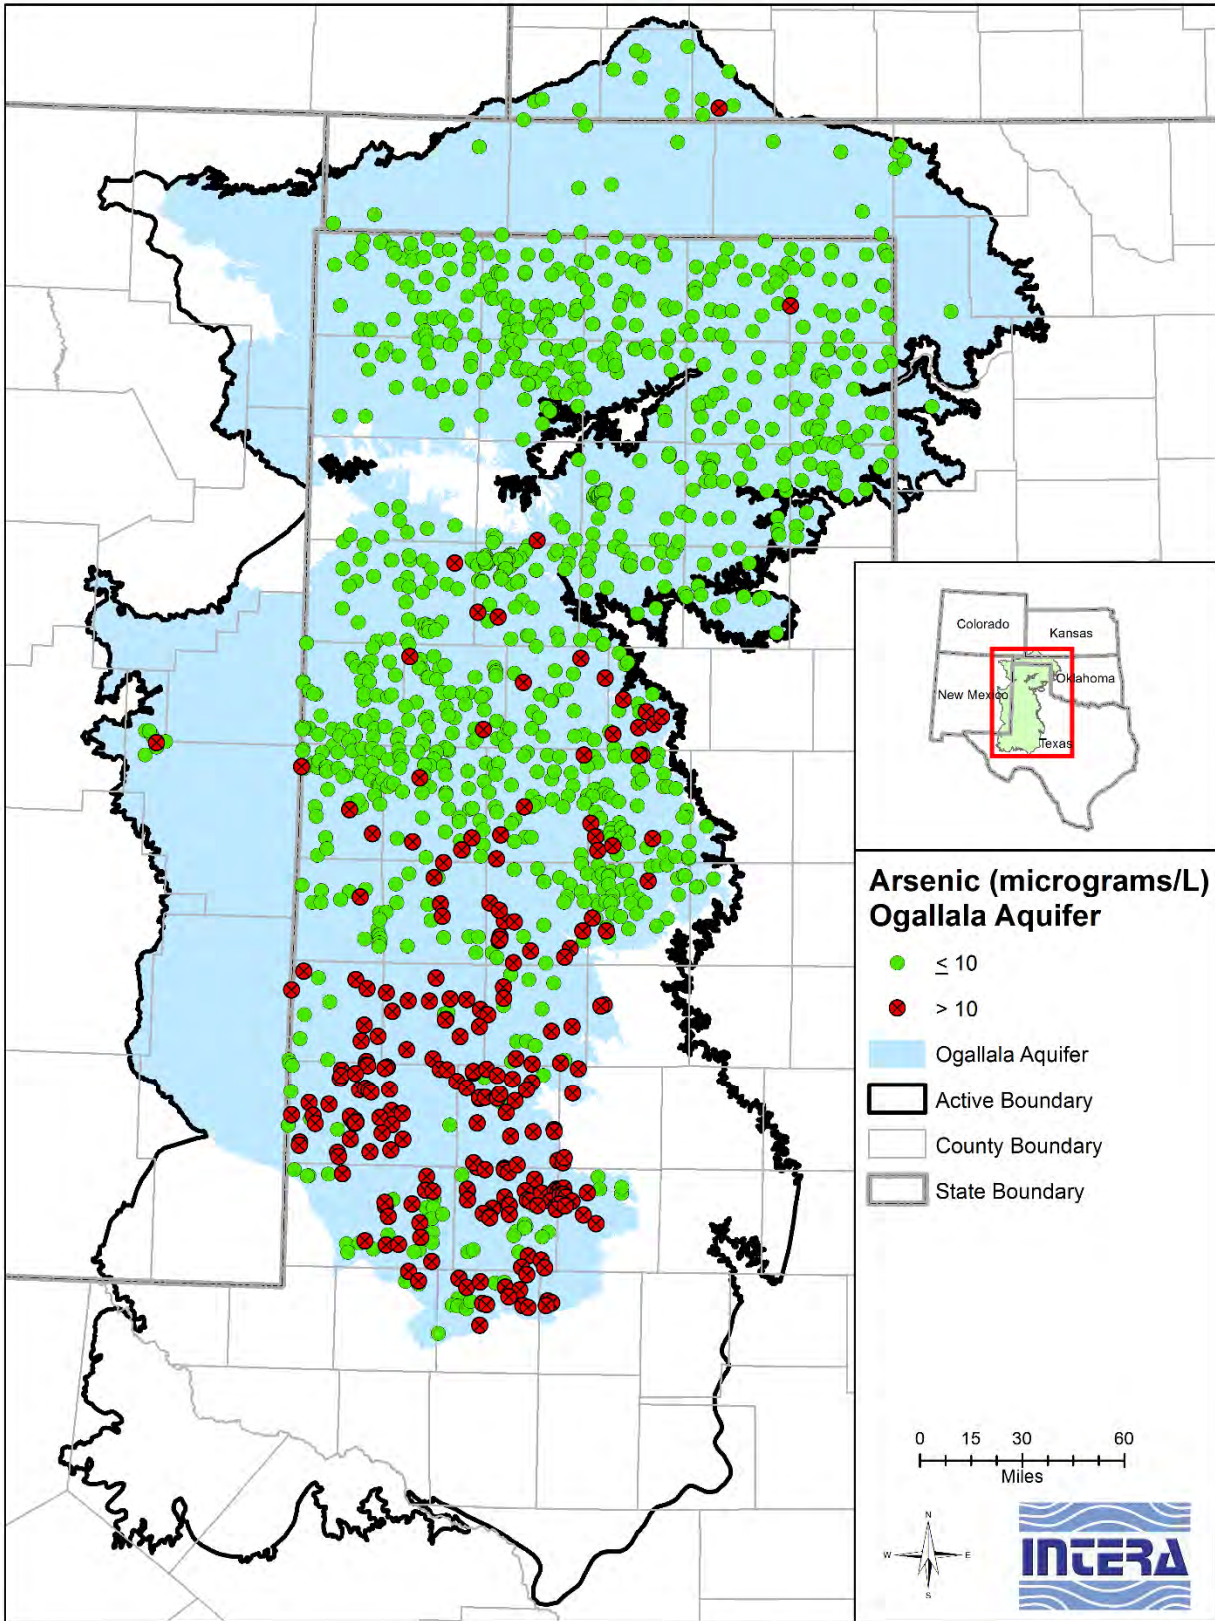 Colorado
Kansas
New Mexico
Oklahoma
Texas
Arsenic (micrograms/L)
Ogallala Aquifer
≤ 10
> 10
Ogallala Aquifer
Active Boundary
County Boundary
State Boundary
0 15 30 60
Miles
N
W E
S
INTERA